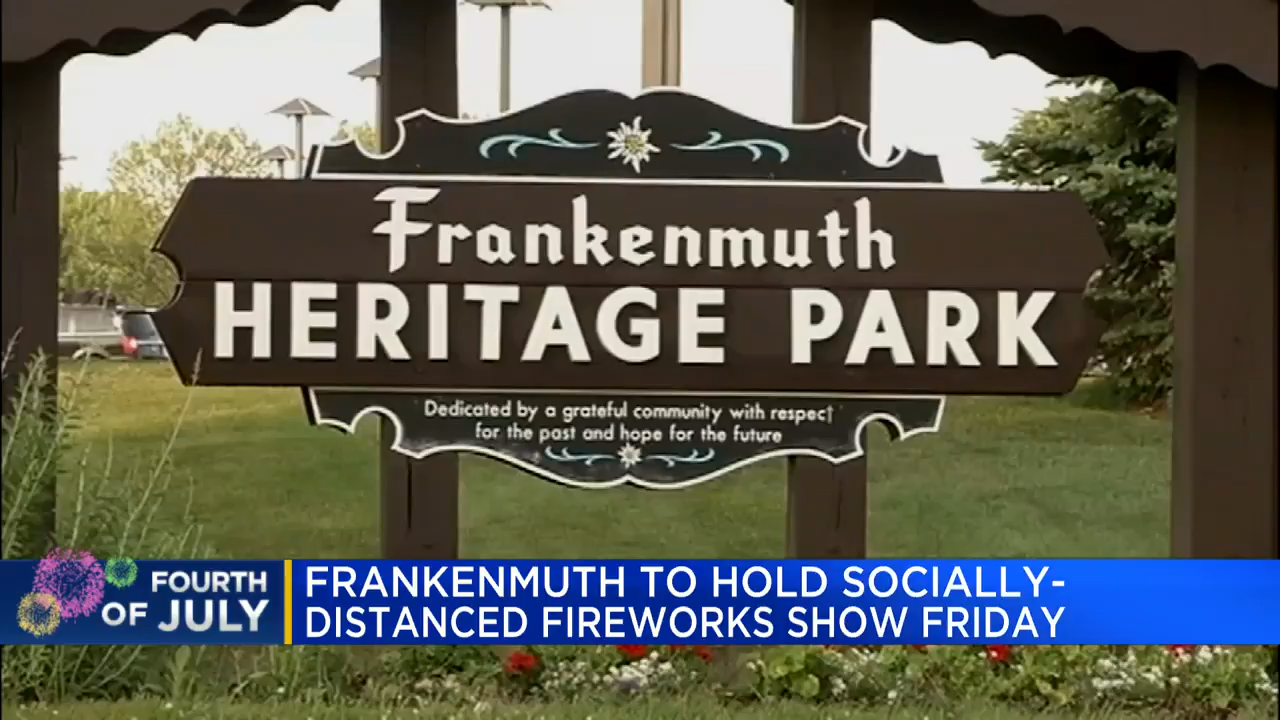 Frankenmuth
HERITAGE PARK
Dedicated by a grateful community with respect
for the past and hope for the future
FOURTH
OF JULY
FRANKENMUTH TO HOLD SOCIALLY-
DISTANCED FIREWORKS SHOW FRIDAY